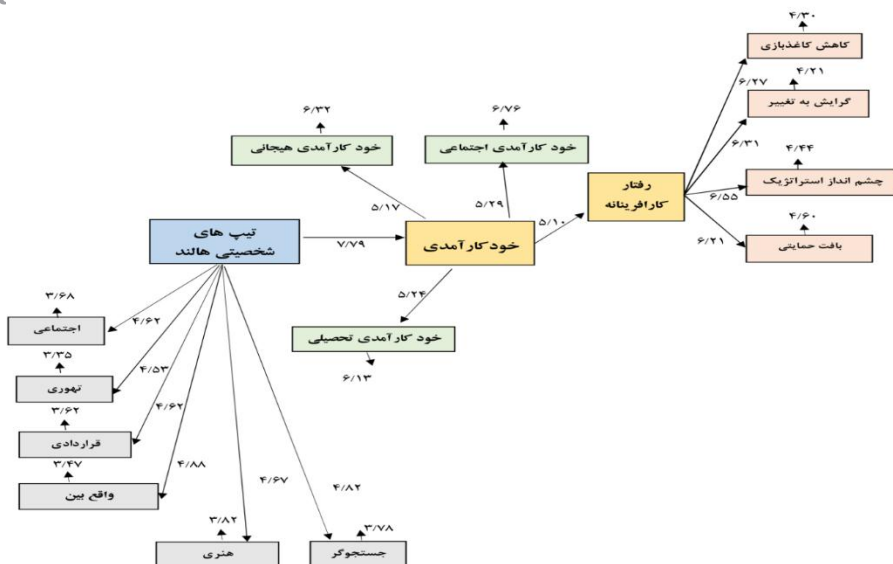 ۴/۳۰
کاهش کاغذبازی
۶/۲۷
۴/۲۱
گرایش به تغییر
۶/۳۱
۴/۴۴
چشم انداز استراتژیک
۶/۵۵
۴/۶۰
بافت حمایتی
۶/۲۱
رفتار
کارافرینانه
۵/۱۰
۶/۷۶
خود کارآمدی اجتماعی
۵/۲۹
۶/۳۲
خود کارآمدی هیجانی
۵/۱۷
خودکارآمدی
۷/۷۹
تیپ های
شخصیتی هالند
۵/۲۴
خود کارآمدی تحصیلی
۶/۱۳
۳/۶۸
اجتماعی
۴/۶۲
۳/۳۵
تهوری
۴/۵۳
۳/۶۲
قراردادی
۴/۶۲
۳/۴۷
واقع بین
۴/۸۸
۳/۸۲
هنری
۴/۶۷
۳/۷۸
جستجوگر
۴/۸۲